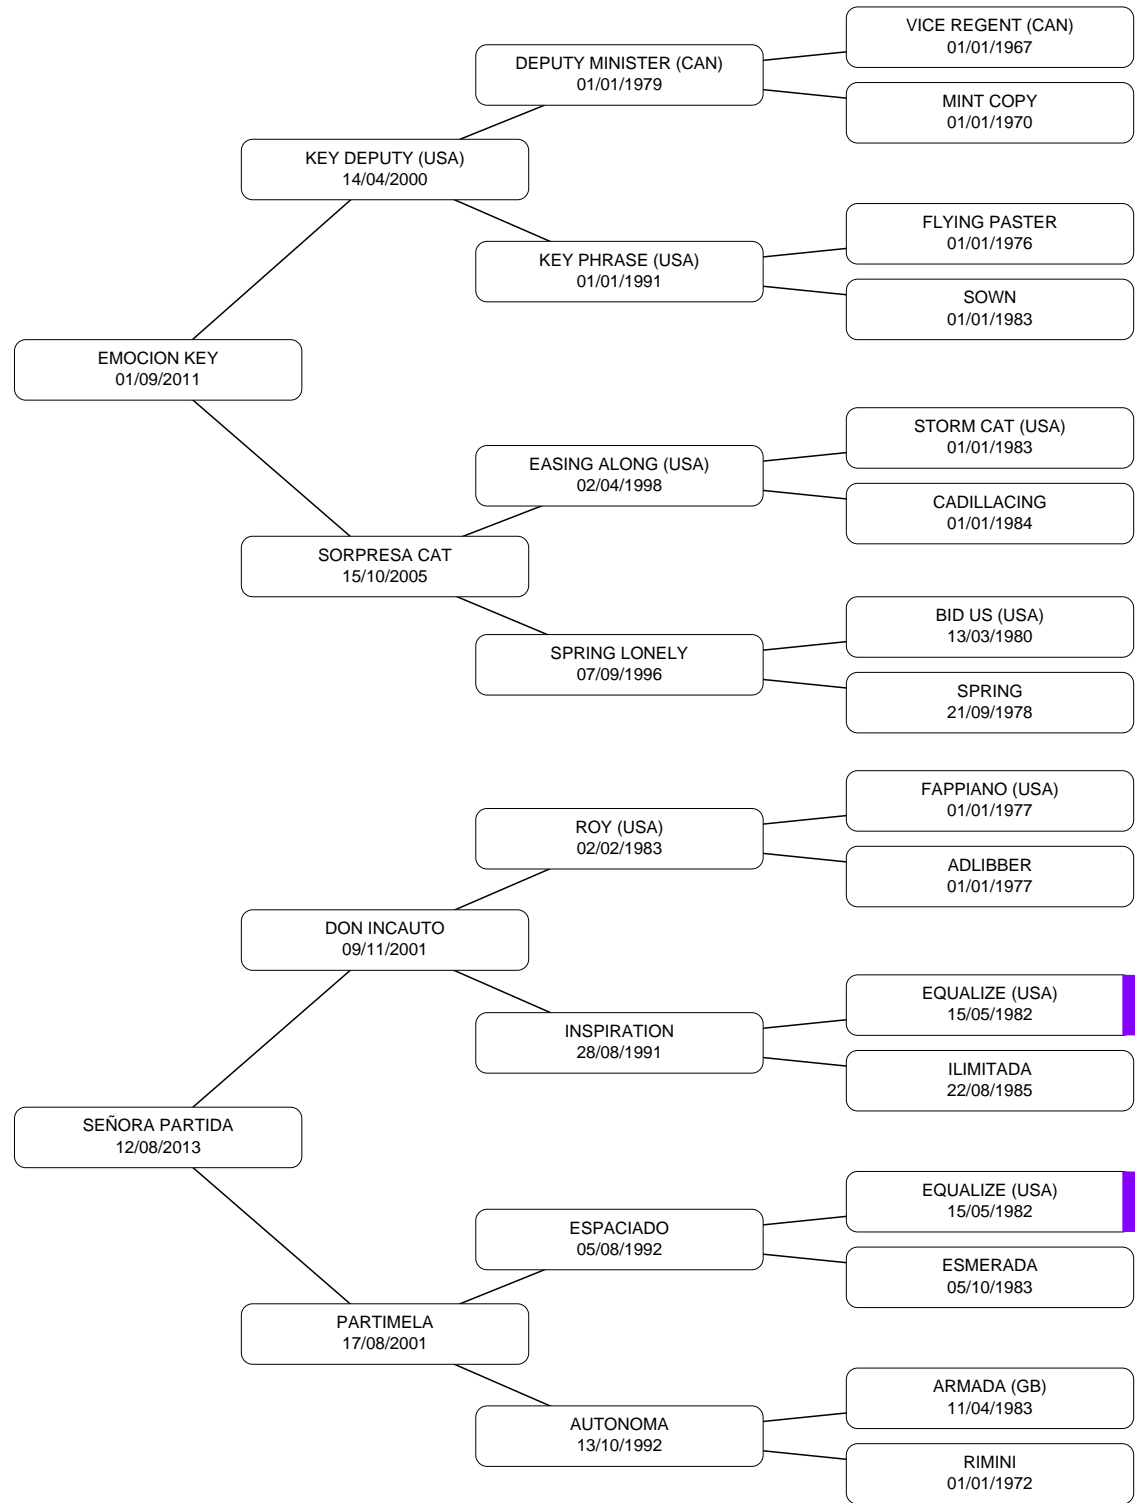 VICE REGENT (CAN)
01/01/1967
DEPUTY MINISTER (CAN)
01/01/1979
MINT COPY
01/01/1970
KEY DEPUTY (USA)
14/04/2000
FLYING PASTER
01/01/1976
KEY PHRASE (USA)
01/01/1991
SOWN
01/01/1983
EMOCION KEY
01/09/2011
STORM CAT (USA)
01/01/1983
EASING ALONG (USA)
02/04/1998
CADILLACING
01/01/1984
SORPRESA CAT
15/10/2005
BID US (USA)
13/03/1980
SPRING LONELY
07/09/1996
SPRING
21/09/1978
FAPPIANO (USA)
01/01/1977
ROY (USA)
02/02/1983
ADLIBBER
01/01/1977
DON INCAUTO
09/11/2001
EQUALIZE (USA)
15/05/1982
INSPIRATION
28/08/1991
ILIMITADA
22/08/1985
SEÑORA PARTIDA
12/08/2013
EQUALIZE (USA)
15/05/1982
ESPACIADO
05/08/1992
ESMERADA
05/10/1983
PARTIMELA
17/08/2001
ARMADA (GB)
11/04/1983
AUTONOMA
13/10/1992
RIMINI
01/01/1972